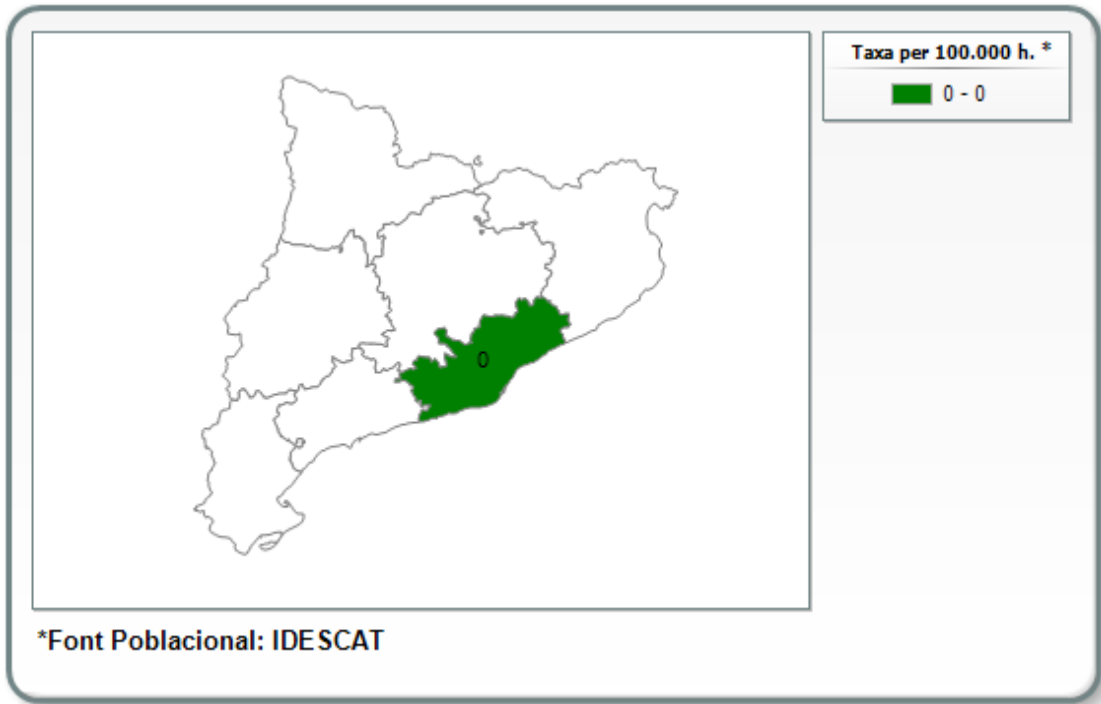 Taxa per 100.000 h. *
0 - 0
0
*Font Poblacional: IDESCAT